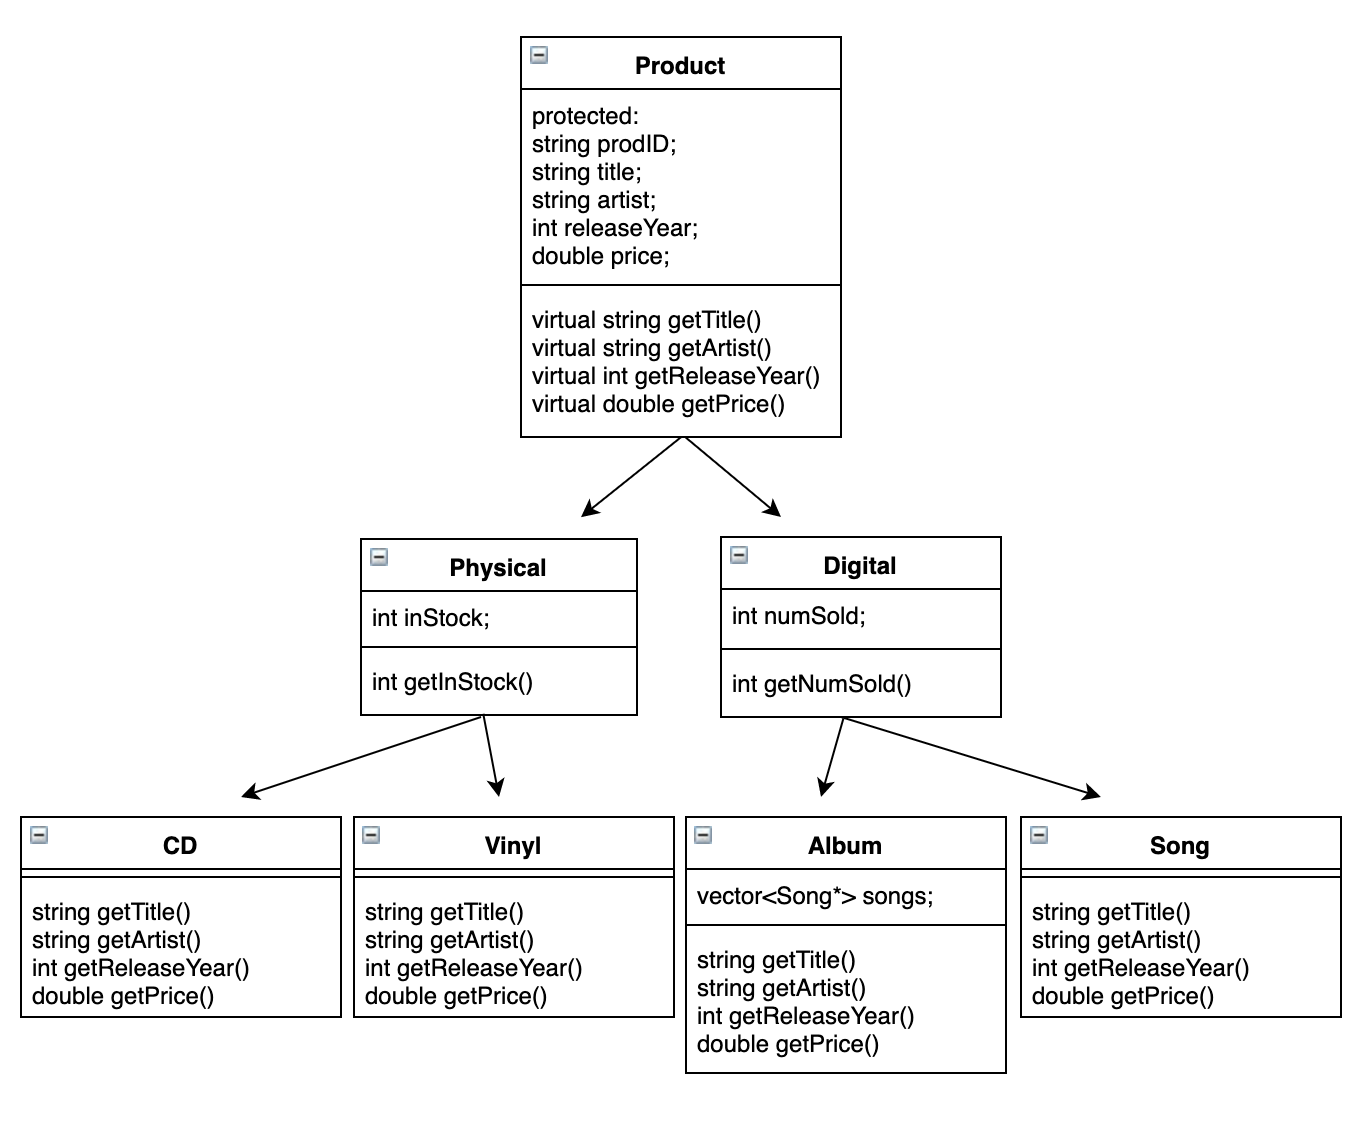 Product
protected:
string prodID;
string title;
string artist;
int releaseYear;
double price;
virtual string getTitle()
virtual string getArtist()
virtual int getReleaseYear()
virtual double getPrice()
Physical
int inStock;
int getInStock()
Digital
int numSold;
int getNumSold()
CD
string getTitle()
string getArtist()
int getReleaseYear()
double getPrice()
Vinyl
string getTitle()
string getArtist()
int getReleaseYear()
double getPrice()
Album
vector<Song*> songs;
string getTitle()
string getArtist()
int getReleaseYear()
double getPrice()
Song
string getTitle()
string getArtist()
int getReleaseYear()
double getPrice()